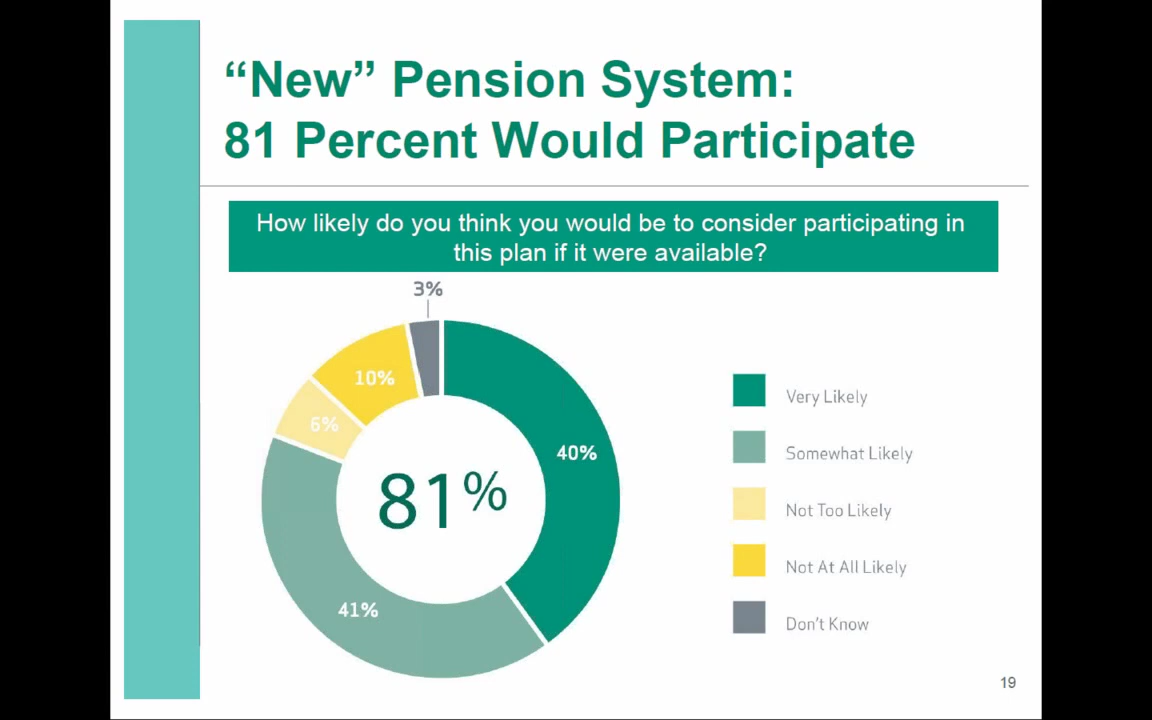 “New” Pension System:
81 Percent Would Participate
How likely do you think you would be to consider participating in
this plan if it were available?
3%
10%
6%
40%
81%
41%
Very Likely
Somewhat Likely
Not Too Likely
Not At All Likely
Don’t Know
19